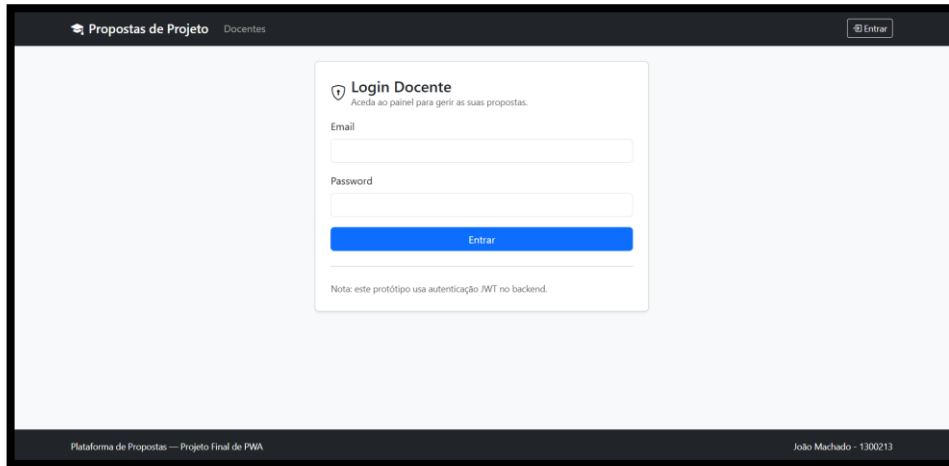 Propostas de Projeto Docentes Entrar
Login Docente
Aceda ao painel para gerir as suas propostas.
Email
Password
Entrar
Nota: este protótipo usa autenticação JWT no backend.
Plataforma de Propostas — Projeto Final de PWA João Machado - 1300213